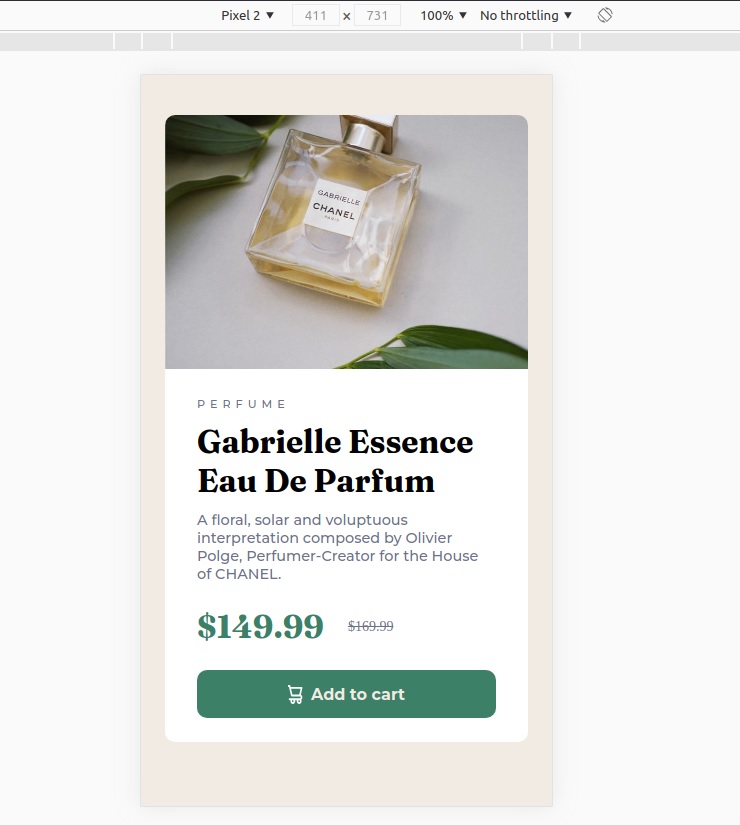 Pixel 2 ▼ 411 × 731 100% ▼ No throttling ▼
GABRIELLE
CHANEL
PARIS
PERFUME
Gabrielle Essence
Eau De Parfum
A floral, solar and voluptuous
interpretation composed by Olivier
Polge, Perfumer-Creator for the House
of CHANEL.
$149.99 $169.99
Add to cart